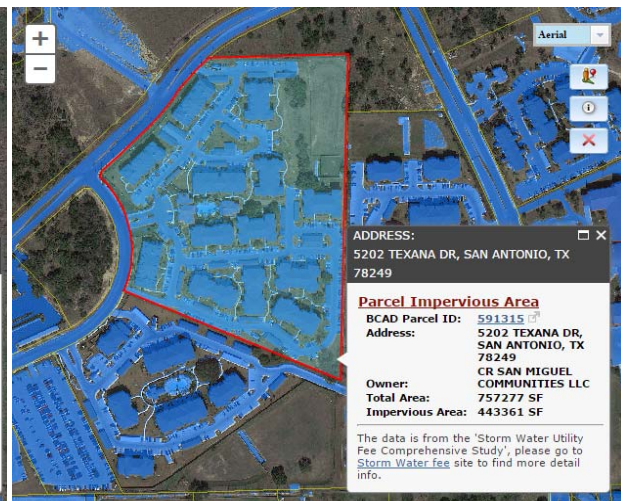 +
Aerial
−
ADDRESS:
5202 TEXANA DR, SAN ANTONIO, TX
78249
Parcel Impervious Area
BCAD Parcel ID: 591315
Address: 5202 TEXANA DR,
SAN ANTONIO, TX
78249
CR SAN MIGUEL
Owner: COMMUNITIES LLC
Total Area: 757277 SF
Impervious Area: 443361 SF
The data is from the 'Storm Water Utility
Fee Comprehensive Study', please go to
Storm Water fee site to find more detail
info.